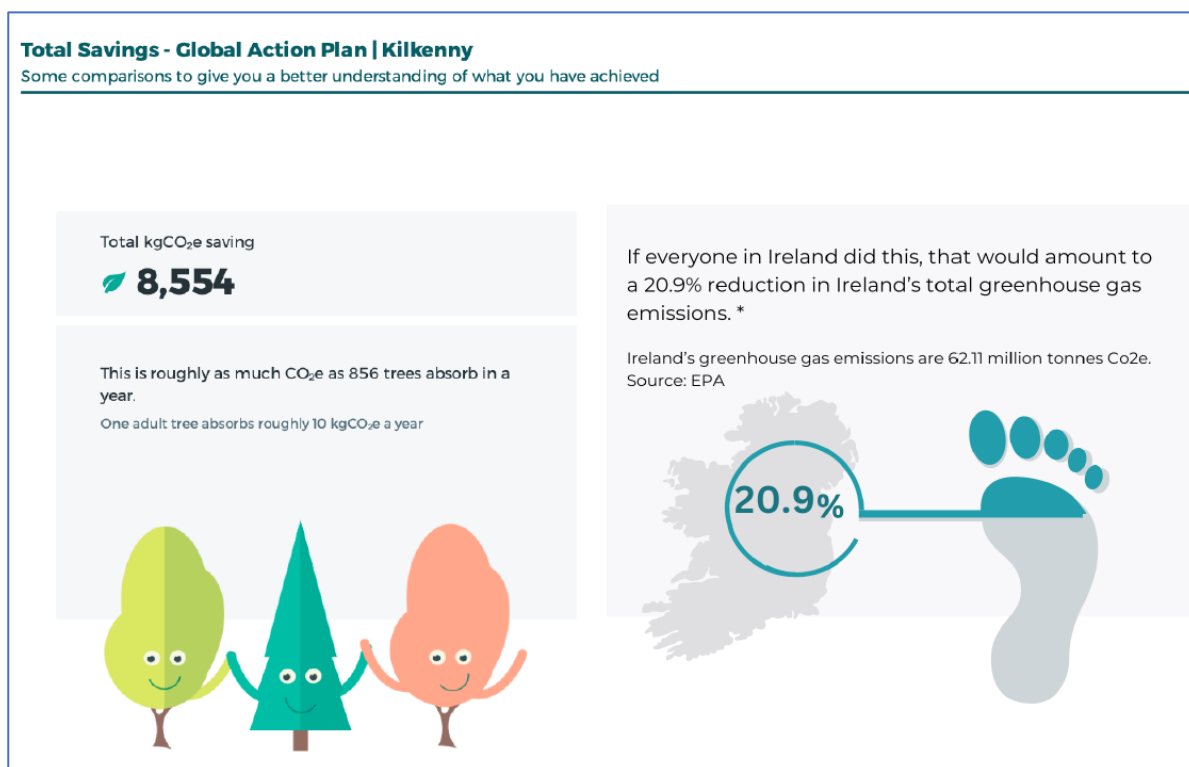 Total Savings - Global Action Plan | Kilkenny
Some comparisons to give you a better understanding of what you have achieved
Total kgCO₂e saving
8,554
This is roughly as much CO₂e as 856 trees absorb in a
year.
One adult tree absorbs roughly 10 kgCO₂e a year
If everyone in Ireland did this, that would amount to
a 20.9% reduction in Ireland's total greenhouse gas
emissions. *
Ireland's greenhouse gas emissions are 62.11 million tonnes Co2e.
Source: EPA
20.9%